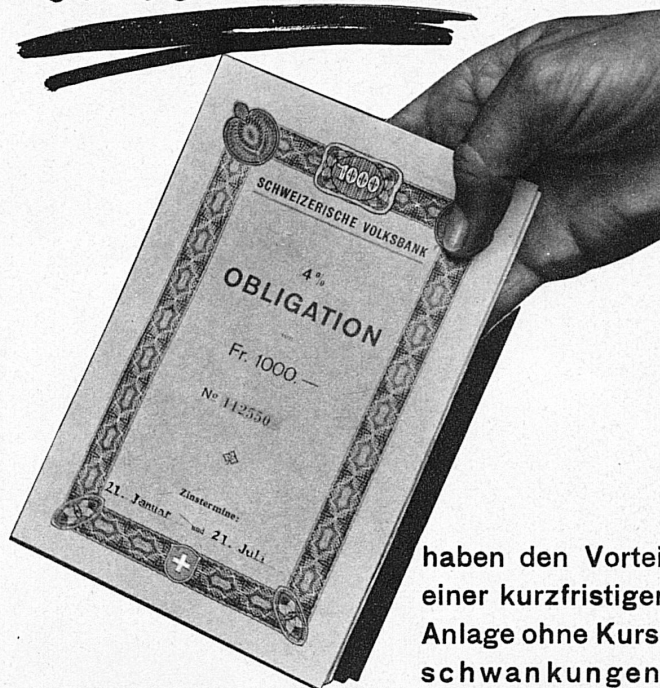 1000
SCHWEIZERISCHE VOLKSBANK
4%
OBLIGATION
Fr. 1000.—
No 112550
Zinstermine:
21. Januar und 21. Juli
haben den Vortei
einer kurzfristigen
Anlage ohne Kurs
schwankungen